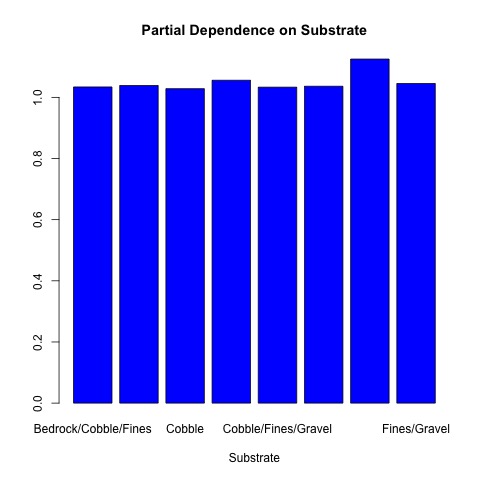 Partial Dependence on Substrate
1.0
0.8
0.6
0.4
0.2
0.0
Bedrock/Cobble/Fines Cobble Cobble/Fines/Gravel Fines/Gravel
Substrate